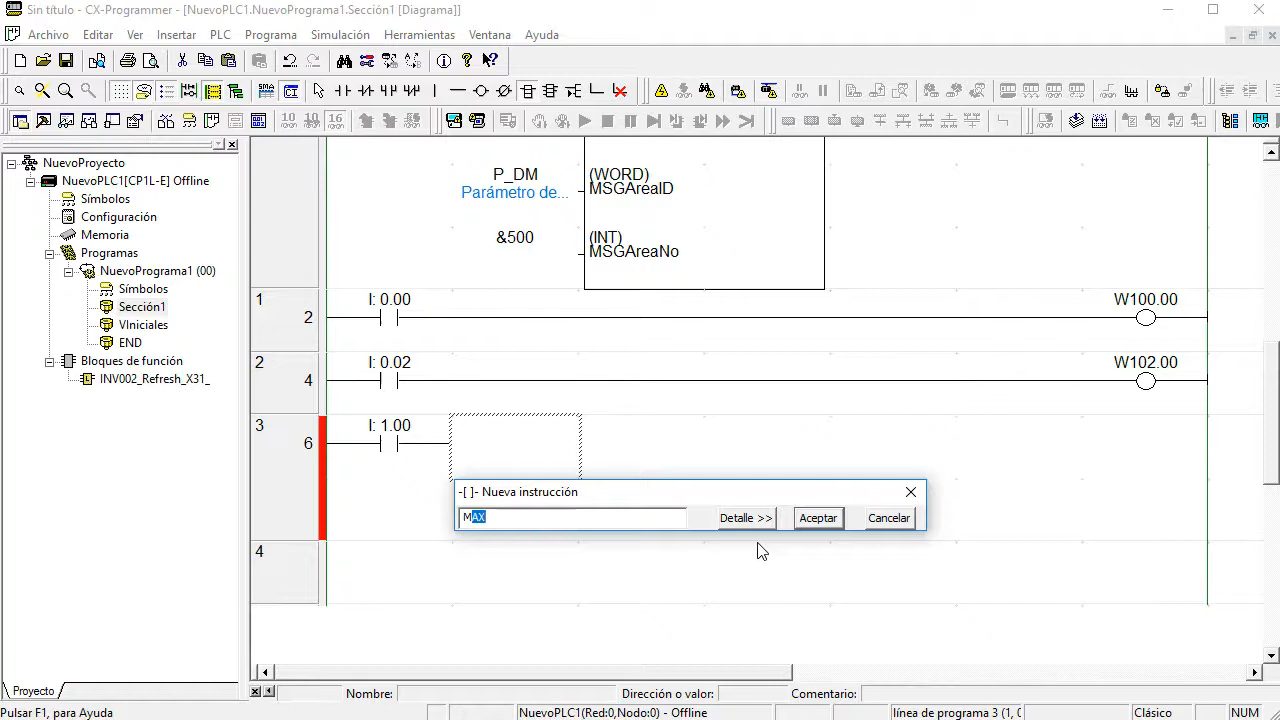 Sin título - CX-Programmer - [NuevoPLC1.NuevoPrograma1.Sección1 [Diagrama]]
Archivo Editar Ver Insertar PLC Programa Simulación Herramientas Ventana Ayuda
10 10 16
NuevoProyecto
NuevoPLC1[CP1L-E] Offline
Símbolos
Configuración
Memoria
Programas
NuevoPrograma1 (00)
Símbolos
Sección1
VIniciales
END
Bloques de función
INV002_Refresh_X31_
Proyecto
P_DM
Parámetro de...
(WORD)
MSGAreaID
&500
(INT)
MSGAreaNo
1
2
I: 0.00
W100.00
2
4
I: 0.02
W102.00
3
6
I: 1.00
-[ ]- Nueva instrucción
MAX
Detalle >> Aceptar Cancelar
4
Nombre: Dirección o valor: Comentario:
Pulsar F1, para Ayuda NuevoPLC1(Red:0,Nodo:0) - Offline línea de programa 3 (1, 0 Clásico NUM